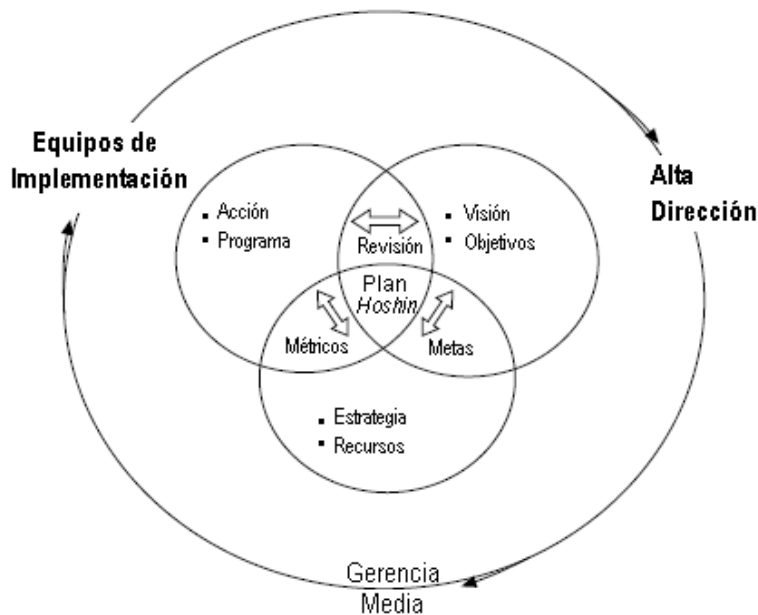 Equipos de
Implementación
Alta
Dirección
▪ Acción
▪ Programa
▪ Visión
▪ Objetivos
Revisión
Plan
Hoshin
Métricos
Metas
▪ Estrategia
▪ Recursos
Gerencia
Media